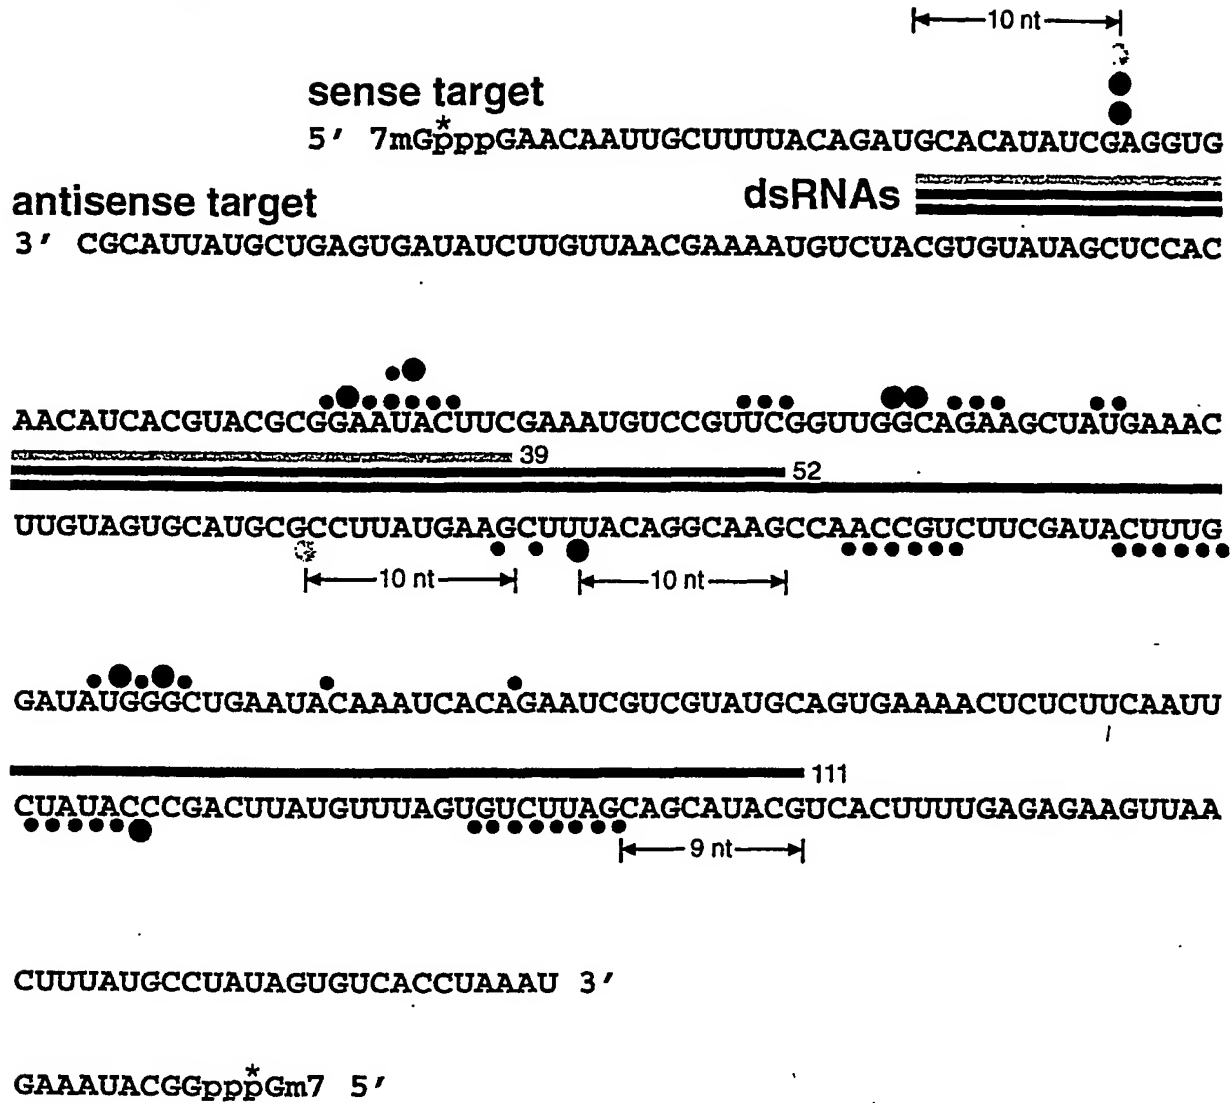 10 nt
sense target
*
5' 7mGpppGAACAAUUGCUUUUACAGAUGCACAUAUCGAGGUG
dsRNAs
antisense target
3' CGCAUUAUGCUGAGUGAUAUCUUGUUAACGAAAAUGUCUACGUGUAUAGCUCCAC
AACAUCACGUACGCGGAAUACUUCGAAAUGUCCGUUCGGUUGGCAGAAGCUAUGAAAC
39
52
UUGUAGUGCAUGCGCCUUAUGAAGCUUUACAGGCAAGCCAACCGUCUUCGAUACUUUG
10 nt 10 nt
GAUAUGGGCUGAAUACAAAUCACAGAAUCGUCGUAUGCAGUGAAAACUCUCUUCAAUU
111
CUAUACCCGACUUAUGUUUAGUGUCUUAGCAGCAUACGUCACUUUUGAGAGAAGUUAA
9 nt
CUUUAUGCCUAUAGUGUCACCUAAAU 3'
*
GAAAUACGGpppGm7 5'